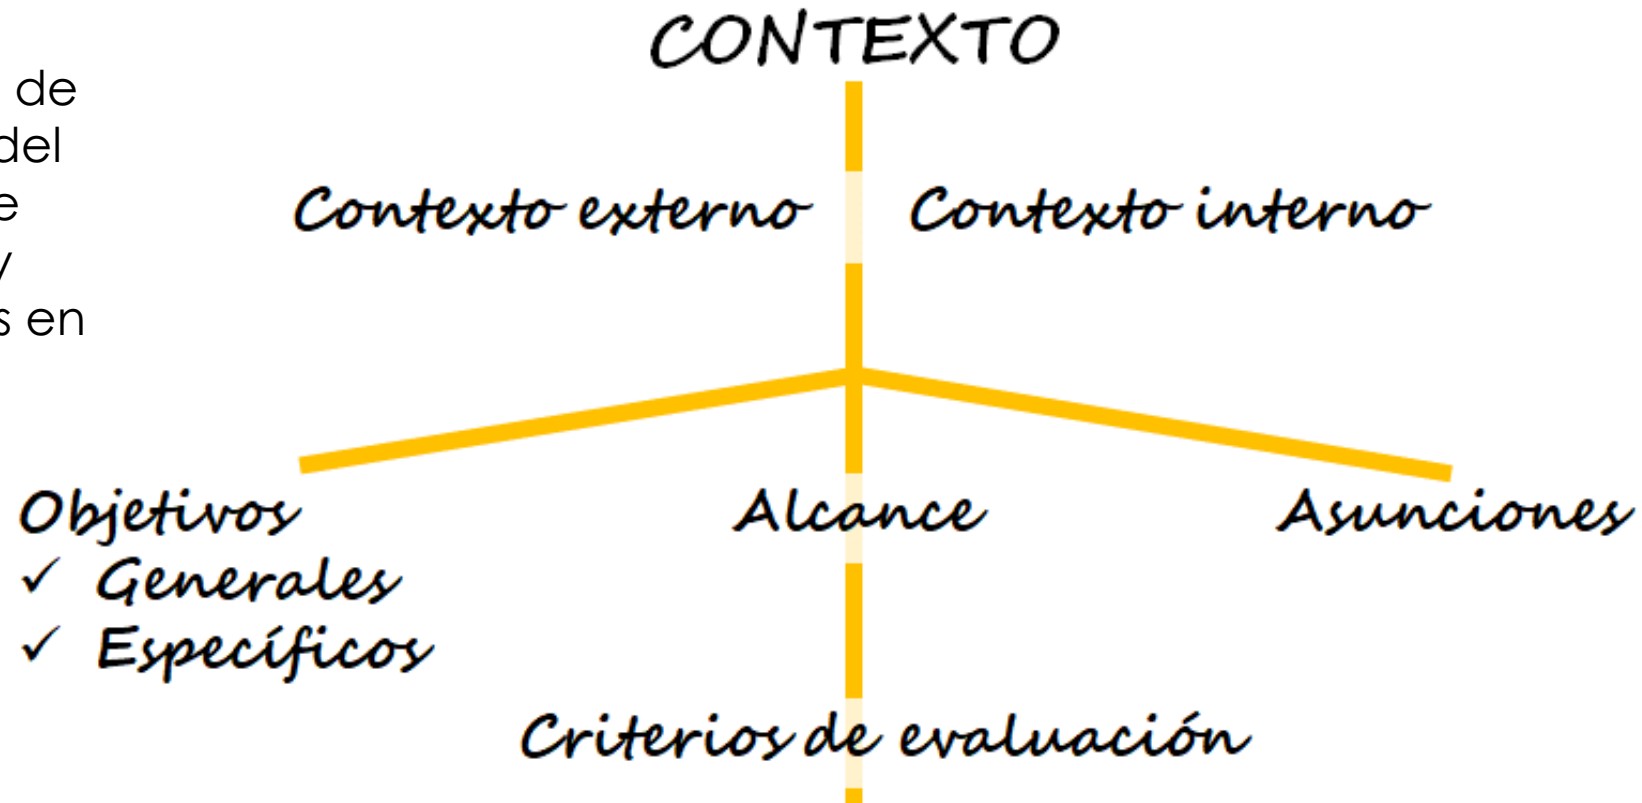 CONTEXTO
de
del
e
y
s en
Contexto externo
Contexto interno
Objetivos
✓ Generales
✓ Específicos
Alcance
Asunciones
Criterios de evaluación